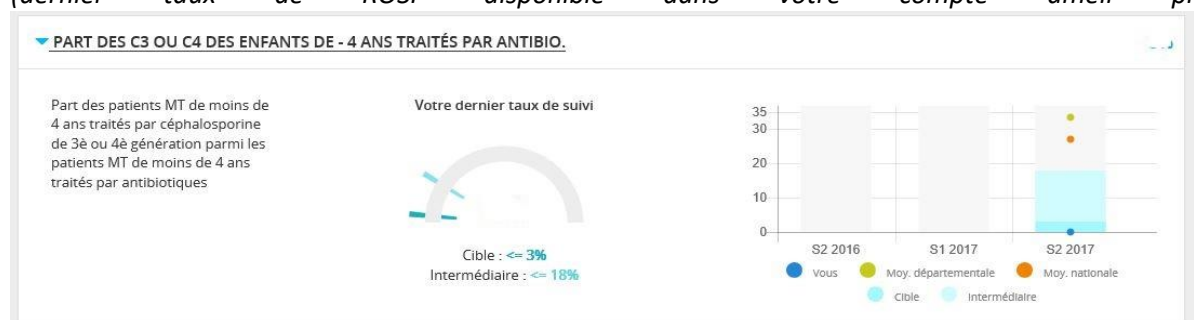 (dernier taux de ROSP disponible dans votre compte ameli
PART DES C3 OU C4 DES ENFANTS DE - 4 ANS TRAITÉS PAR ANTIBIO.
Part des patients MT de moins de
4 ans traités par céphalosporine
de 3è ou 4è génération parmi les
patients MT de moins de 4 ans
traités par antibiotiques
Votre dernier taux de suivi
Cible : <= 3%
Intermédiaire : <= 18%
35
30
20
10
0
S2 2016 S1 2017 S2 2017
Vous Moy. départementale Moy. nationale
Cible Intermédiaire